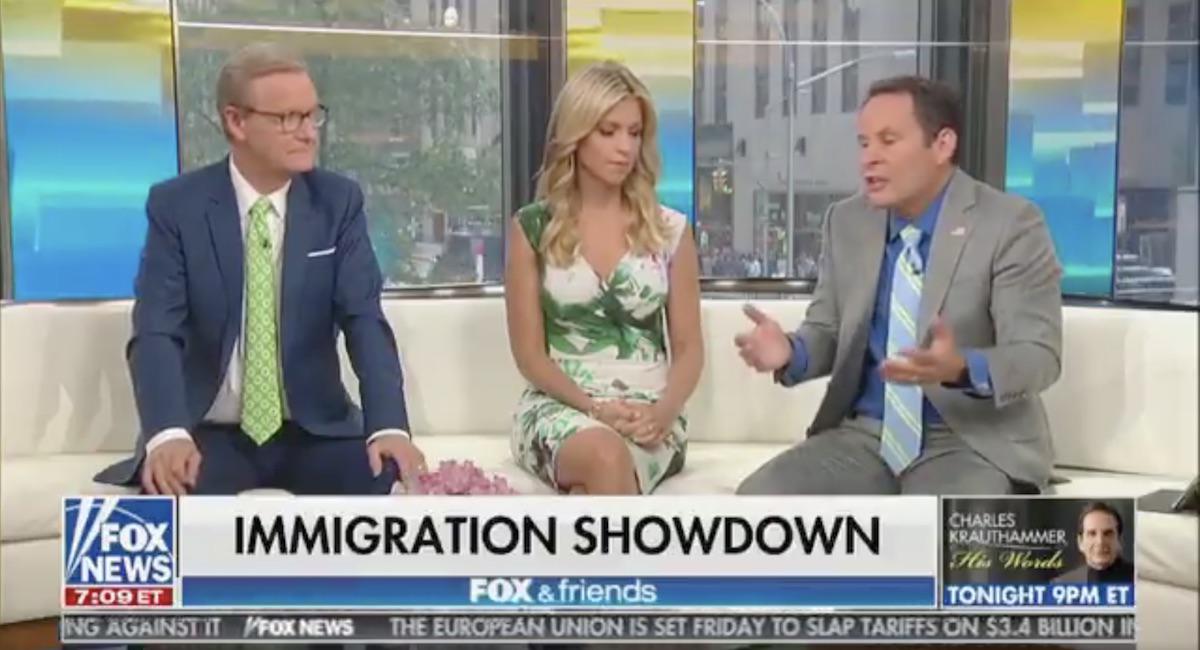 IMMIGRATION SHOWDOWN
FOX
NEWS
7:09 ET
FOX & friends
CHARLES
KRAUTHAMMER
His Words
TONIGHT 9PM ET
NG AGAINST IT FOX NEWS THE EUROPEAN UNION IS SET FRIDAY TO SLAP TARIFFS ON $3.4 BILLION IN